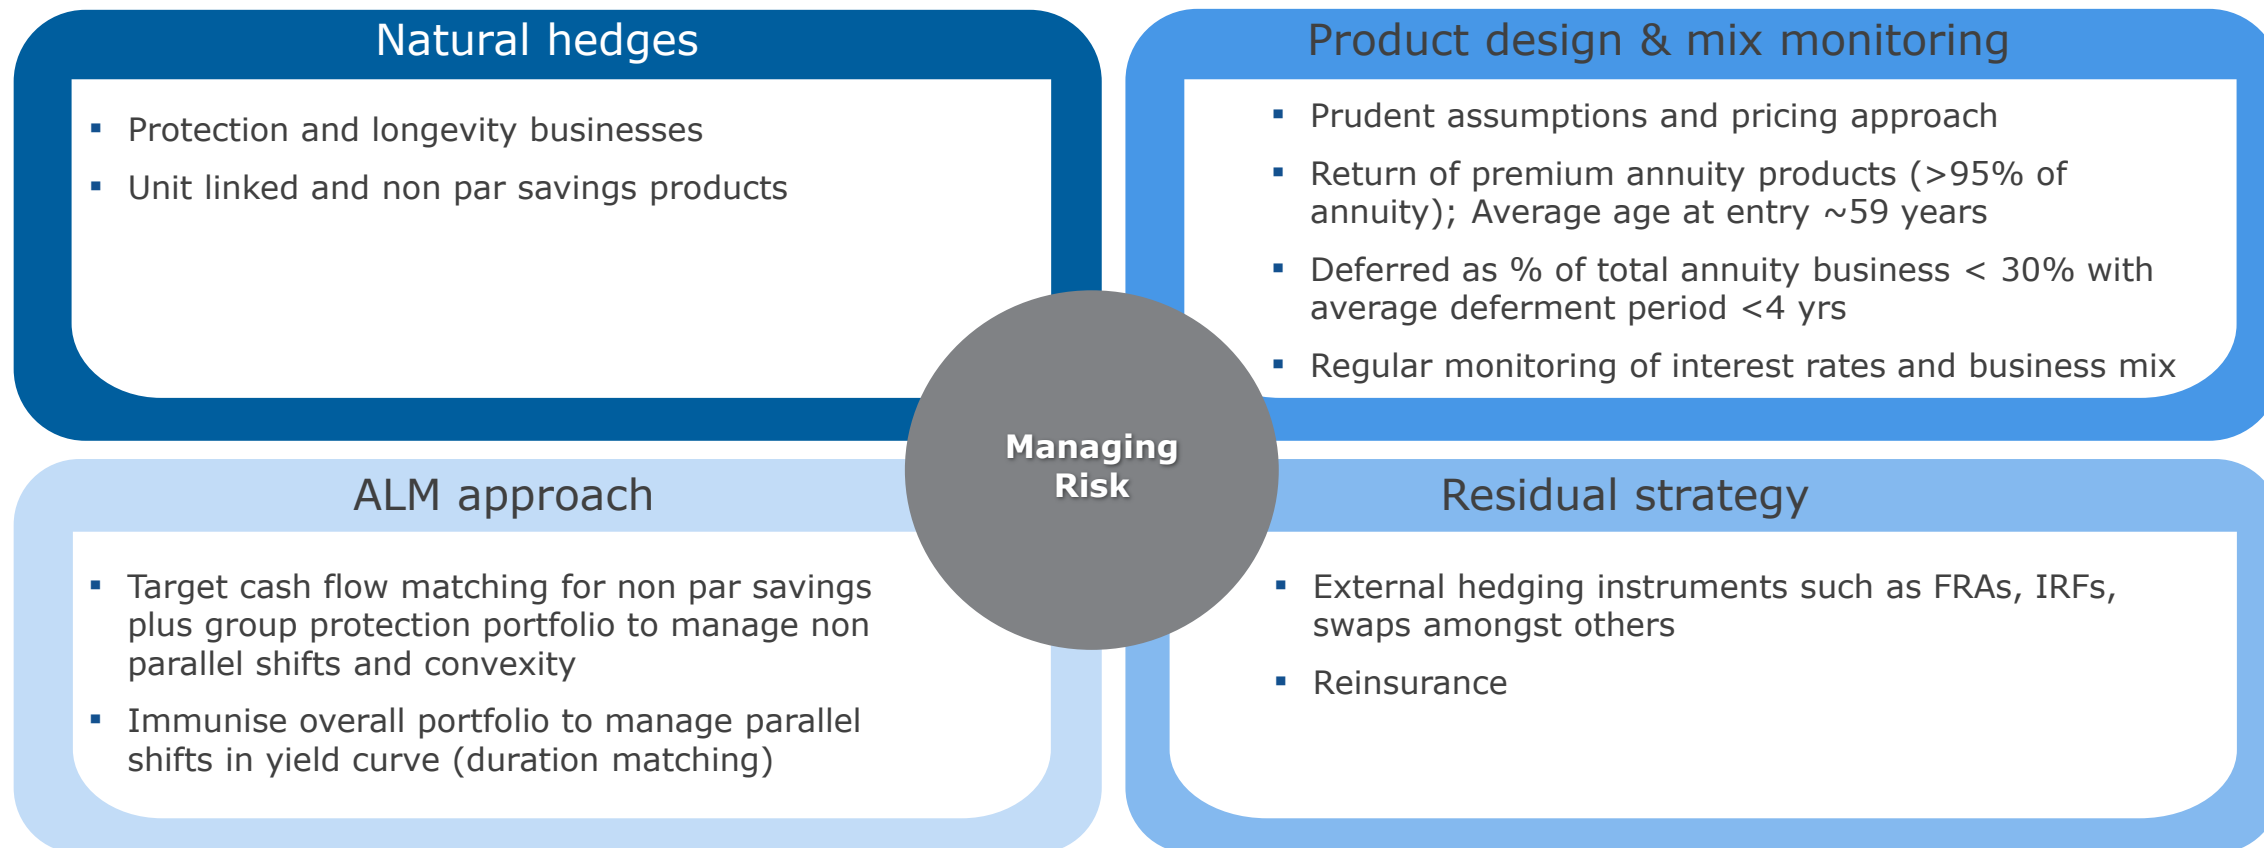 Natural hedges
▪ Protection and longevity businesses
▪ Unit linked and non par savings products
Product design & mix monitoring
▪ Prudent assumptions and pricing approach
▪ Return of premium annuity products (>95% of
annuity); Average age at entry ~59 years
▪ Deferred as % of total annuity business < 30% with
average deferment period <4 yrs
▪ Regular monitoring of interest rates and business mix
Managing
Risk
ALM approach
▪ Target cash flow matching for non par savings
plus group protection portfolio to manage non
parallel shifts and convexity
▪ Immunise overall portfolio to manage parallel
shifts in yield curve (duration matching)
Residual strategy
▪ External hedging instruments such as FRAs, IRFs,
swaps amongst others
▪ Reinsurance